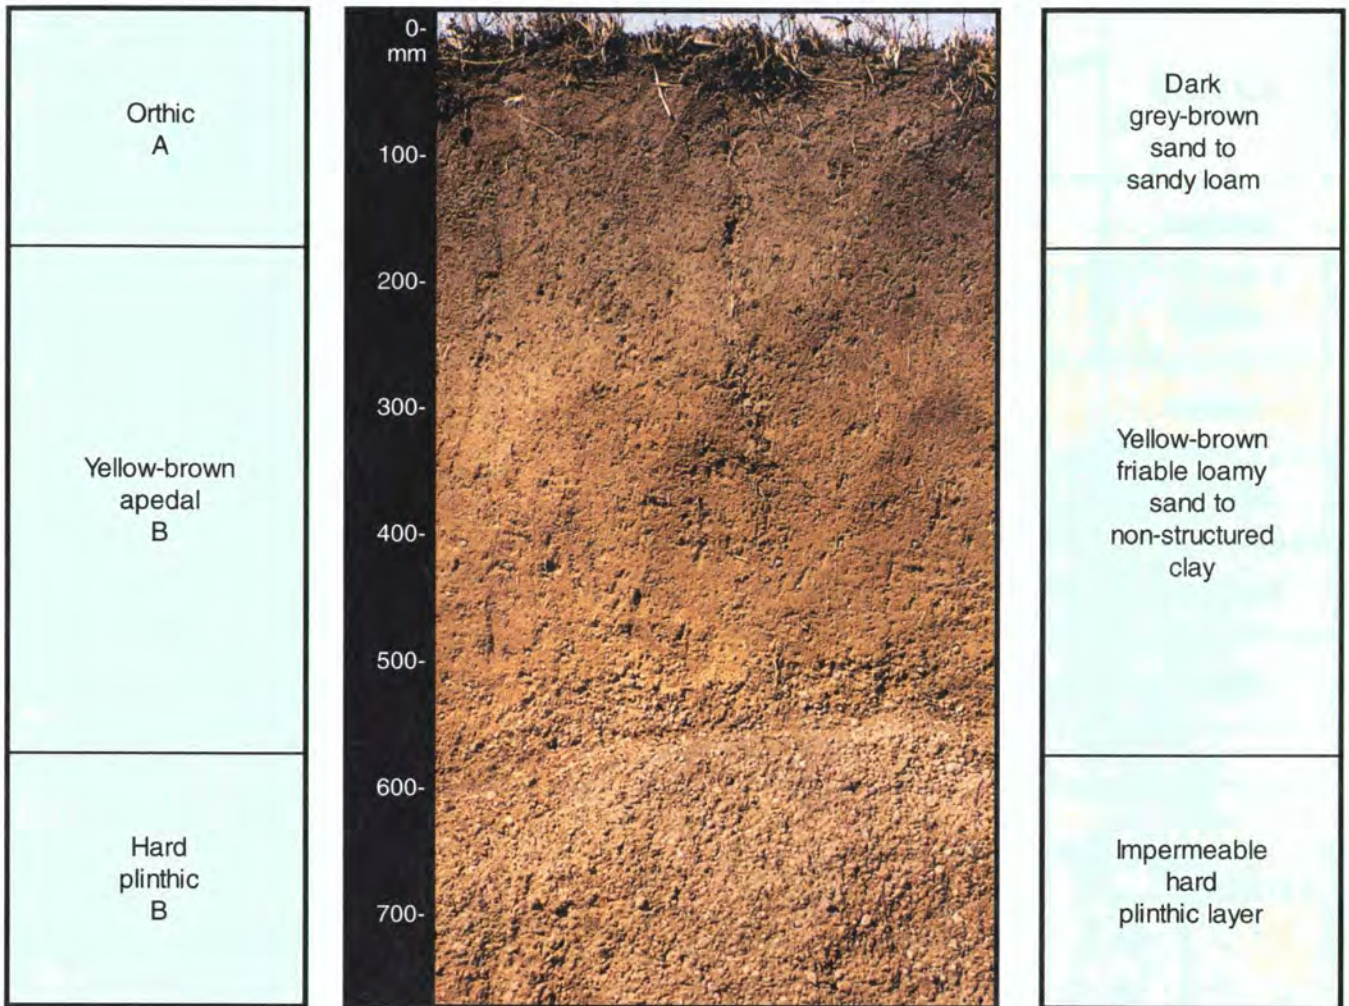 Orthic
A
Yellow-brown
apedal
B
Hard
plinthic
B
0-
mm
100-
200-
300-
400-
500-
600-
700-
Dark
grey-brown
sand to
sandy loam
Yellow-brown
friable loamy
sand to
non-structured
clay
Impermeable
hard
plinthic layer